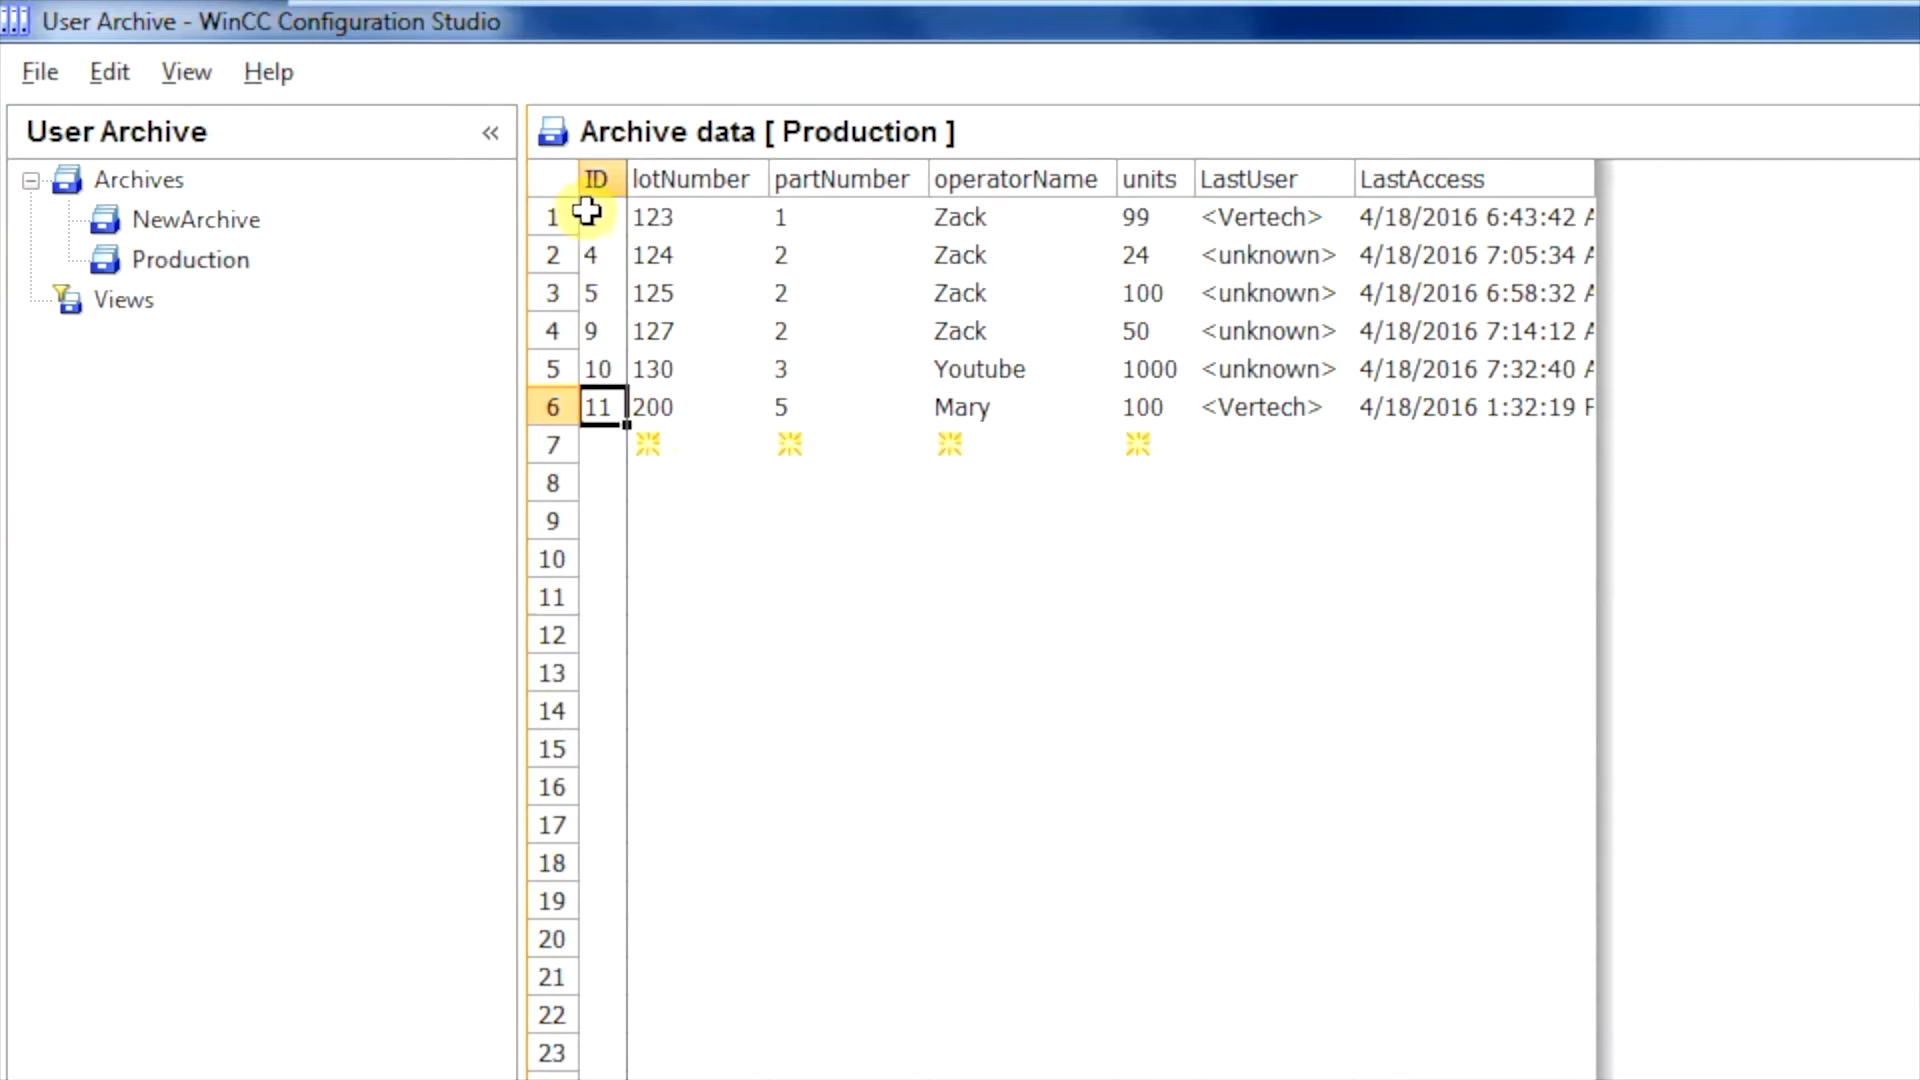 User Archive - WinCC Configuration Studio
File Edit View Help
User Archive «
Archives
NewArchive
Production
Views
Archive data [ Production ]
ID lotNumber partNumber operatorName units LastUser LastAccess
1 123 1 Zack 99 <Vertech> 4/18/2016 6:43:42
2 4 124 2 Zack 24 <unknown> 4/18/2016 7:05:34
3 5 125 2 Zack 100 <unknown> 4/18/2016 6:58:32
4 9 127 2 Zack 50 <unknown> 4/18/2016 7:14:12
5 10 130 3 Youtube 1000 <unknown> 4/18/2016 7:32:40
6 11 200 5 Mary 100 <Vertech> 4/18/2016 1:32:19
7
8
9
10
11
12
13
14
15
16
17
18
19
20
21
22
23